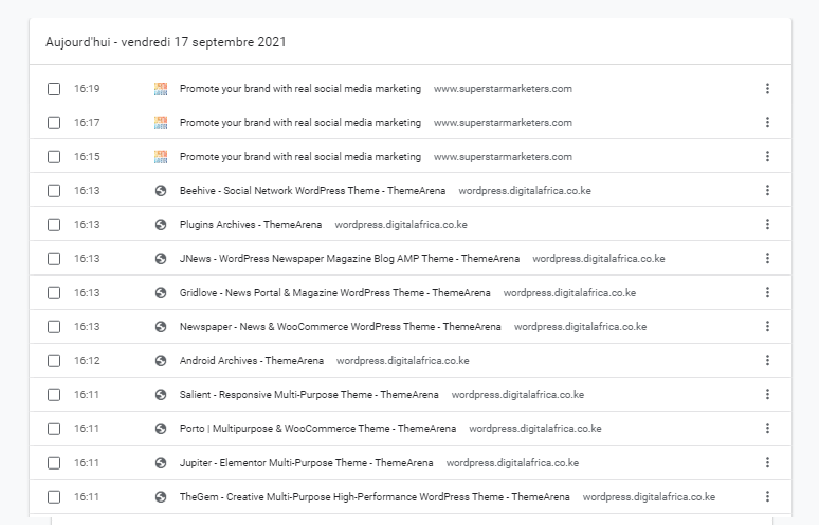 Aujourd'hui - vendredi 17 septembre 2021
16:19 Promote your brand with real social media marketing www.superstarmarketers.com
16:17 Promote your brand with real social media marketing www.superstarmarketers.com
16:15 Promote your brand with real social media marketing www.superstarmarketers.com
16:13 Beehive - Social Network WordPress Theme - ThemeArena wordpress.digitalafrica.co.ke
16:13 Plugins Archives - ThemeArena wordpress.digitalafrica.co.ke
16:13 JNews - WordPress Newspaper Magazine Blog AMP Theme - ThemeArena wordpress.digitalafrica.co.ke
16:13 Gridlove - News Portal & Magazine WordPress Theme - ThemeArena wordpress.digitalafrica.co.ke
16:13 Newspaper - News & WooCommerce WordPress Theme - ThemeArena wordpress.digitalafrica.co.ke
16:12 Android Archives - ThemeArena wordpress.digitalafrica.co.ke
16:11 Salient - Responsive Multi-Purpose Theme - ThemeArena wordpress.digitalafrica.co.ke
16:11 Porto | Multipurpose & WooCommerce Theme - ThemeArena wordpress.digitalafrica.co.ke
16:11 Jupiter - Elementor Multi-Purpose Theme - ThemeArena wordpress.digitalafrica.co.ke
16:11 TheGem - Creative Multi-Purpose High-Performance WordPress Theme - ThemeArena wordpress.digitalafrica.co.ke